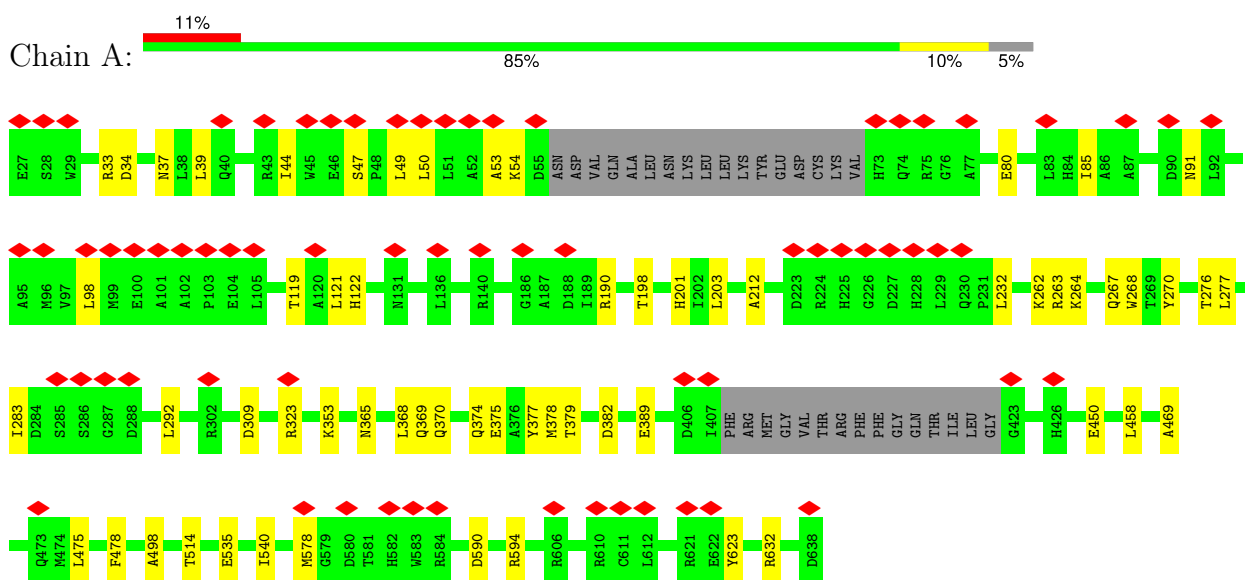 11%
Chain A:
85% 10% 5%
E27 S28 W29 R33 D34 N37 L38 L39 Q40 R43 I44 W45 E46 S47 P48 L49 L50 L51 A52 A53 K54 D55 ASN ASP VAL GLN ALA LEU ASN LYS LEU LEU LYS TYR GLU ASP CYS LYS VAL H73 Q74 R75 G76 A77 E80 L83 H84 I85 A86 A87 D90 N91 L92
A95 M96 V97 L98 M99 E100 A101 A102 P103 E104 L105 T119 A120 L121 H122 N131 L136 R140 G186 A187 D188 I189 R190 T198 H201 I202 L203 A212 D223 R224 H225 G226 D227 H228 L229 Q230 P231 L232 K262 R263 K264 Q267 W268 T269 Y270 T276 L277
I283 D284 S285 S286 G287 D288 L292 R302 D309 R323 K353 N365 L368 Q369 Q370 Q374 E375 A376 Y377 M378 T379 D382 E389 D406 I407 PHE ARG MET GLY VAL THR ARG PHE PHE GLY GLN THR ILE LEU GLY G423 H426 E450 L458 A469
Q473 M474 L475 F478 A498 T514 E535 I540 M578 G579 D580 T581 H582 W583 R584 D590 R594 R606 R610 C611 L612 R621 E622 Y623 R632 D638